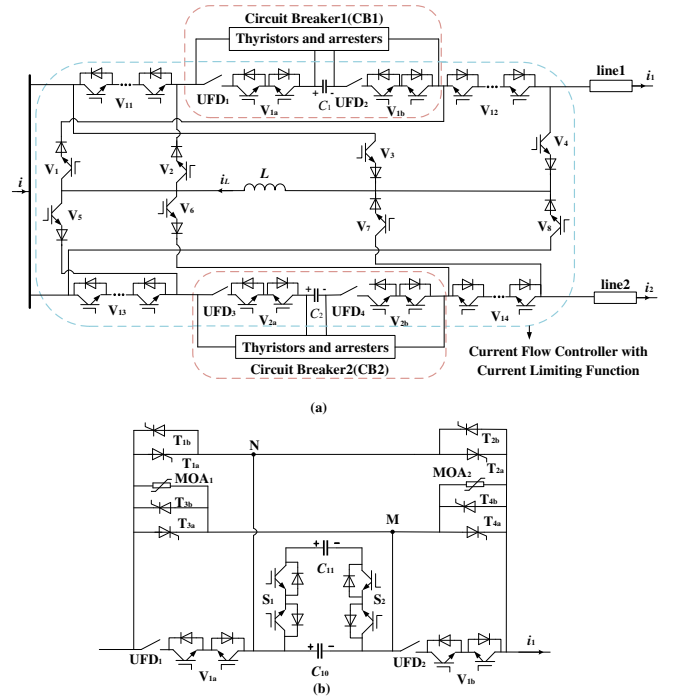 Circuit Breaker1(CB1)
Thyristors and arresters
line1
i1
V11
UFD1
V1a
+ -
C1
UFD2
V1b
V12
V1
V2
V3
V4
i
iL
L
V5
V6
V7
V8
line2
i2
V13
UFD3
V2a
+ -
C2
UFD4
V2b
V14
Thyristors and arresters
Circuit Breaker2(CB2)
Current Flow Controller with
Current Limiting Function
(a)
T1b
T1a
N
T2b
T2a
MOA1
MOA2
T3b
T3a
M
T4b
T4a
+ -
C11
S1
S2
+ -
C10
UFD1
V1a
UFD2
V1b
i1
(b)